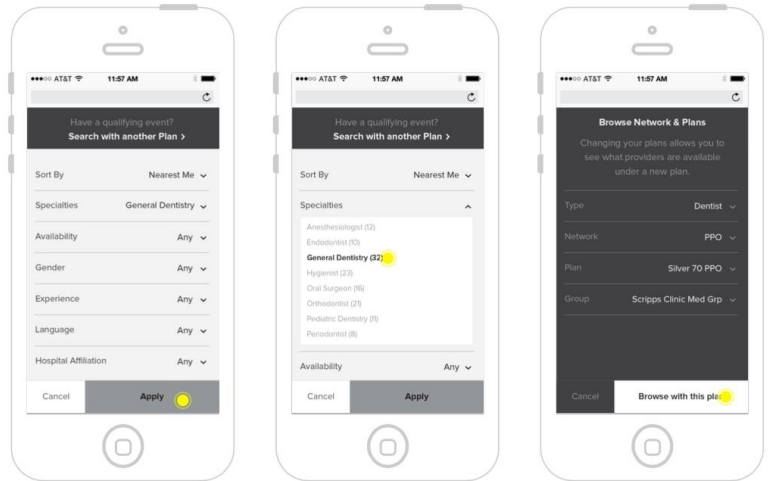 AT&T 11:57 AM
Have a qualifying event?
Search with another Plan >
Sort By Nearest Me
Specialties General Dentistry
Availability Any
Gender Any
Experience Any
Language Any
Hospital Affiliation Any
Cancel Apply
AT&T 11:57 AM
Have a qualifying event?
Search with another Plan >
Sort By Nearest Me
Specialties
Anesthesiologist (12)
Endodontist (10)
General Dentistry (32)
Hygienist (23)
Oral Surgeon (16)
Orthodontist (21)
Pediatric Dentistry (11)
Periodontist (8)
Availability Any
Cancel Apply
AT&T 11:57 AM
Browse Network & Plans
Changing your plans allows you to
see what providers are available
under a new plan.
Type Dentist
Network PPO
Plan Silver 70 PPO
Group Scripps Clinic Med Grp
Cancel Browse with this plan